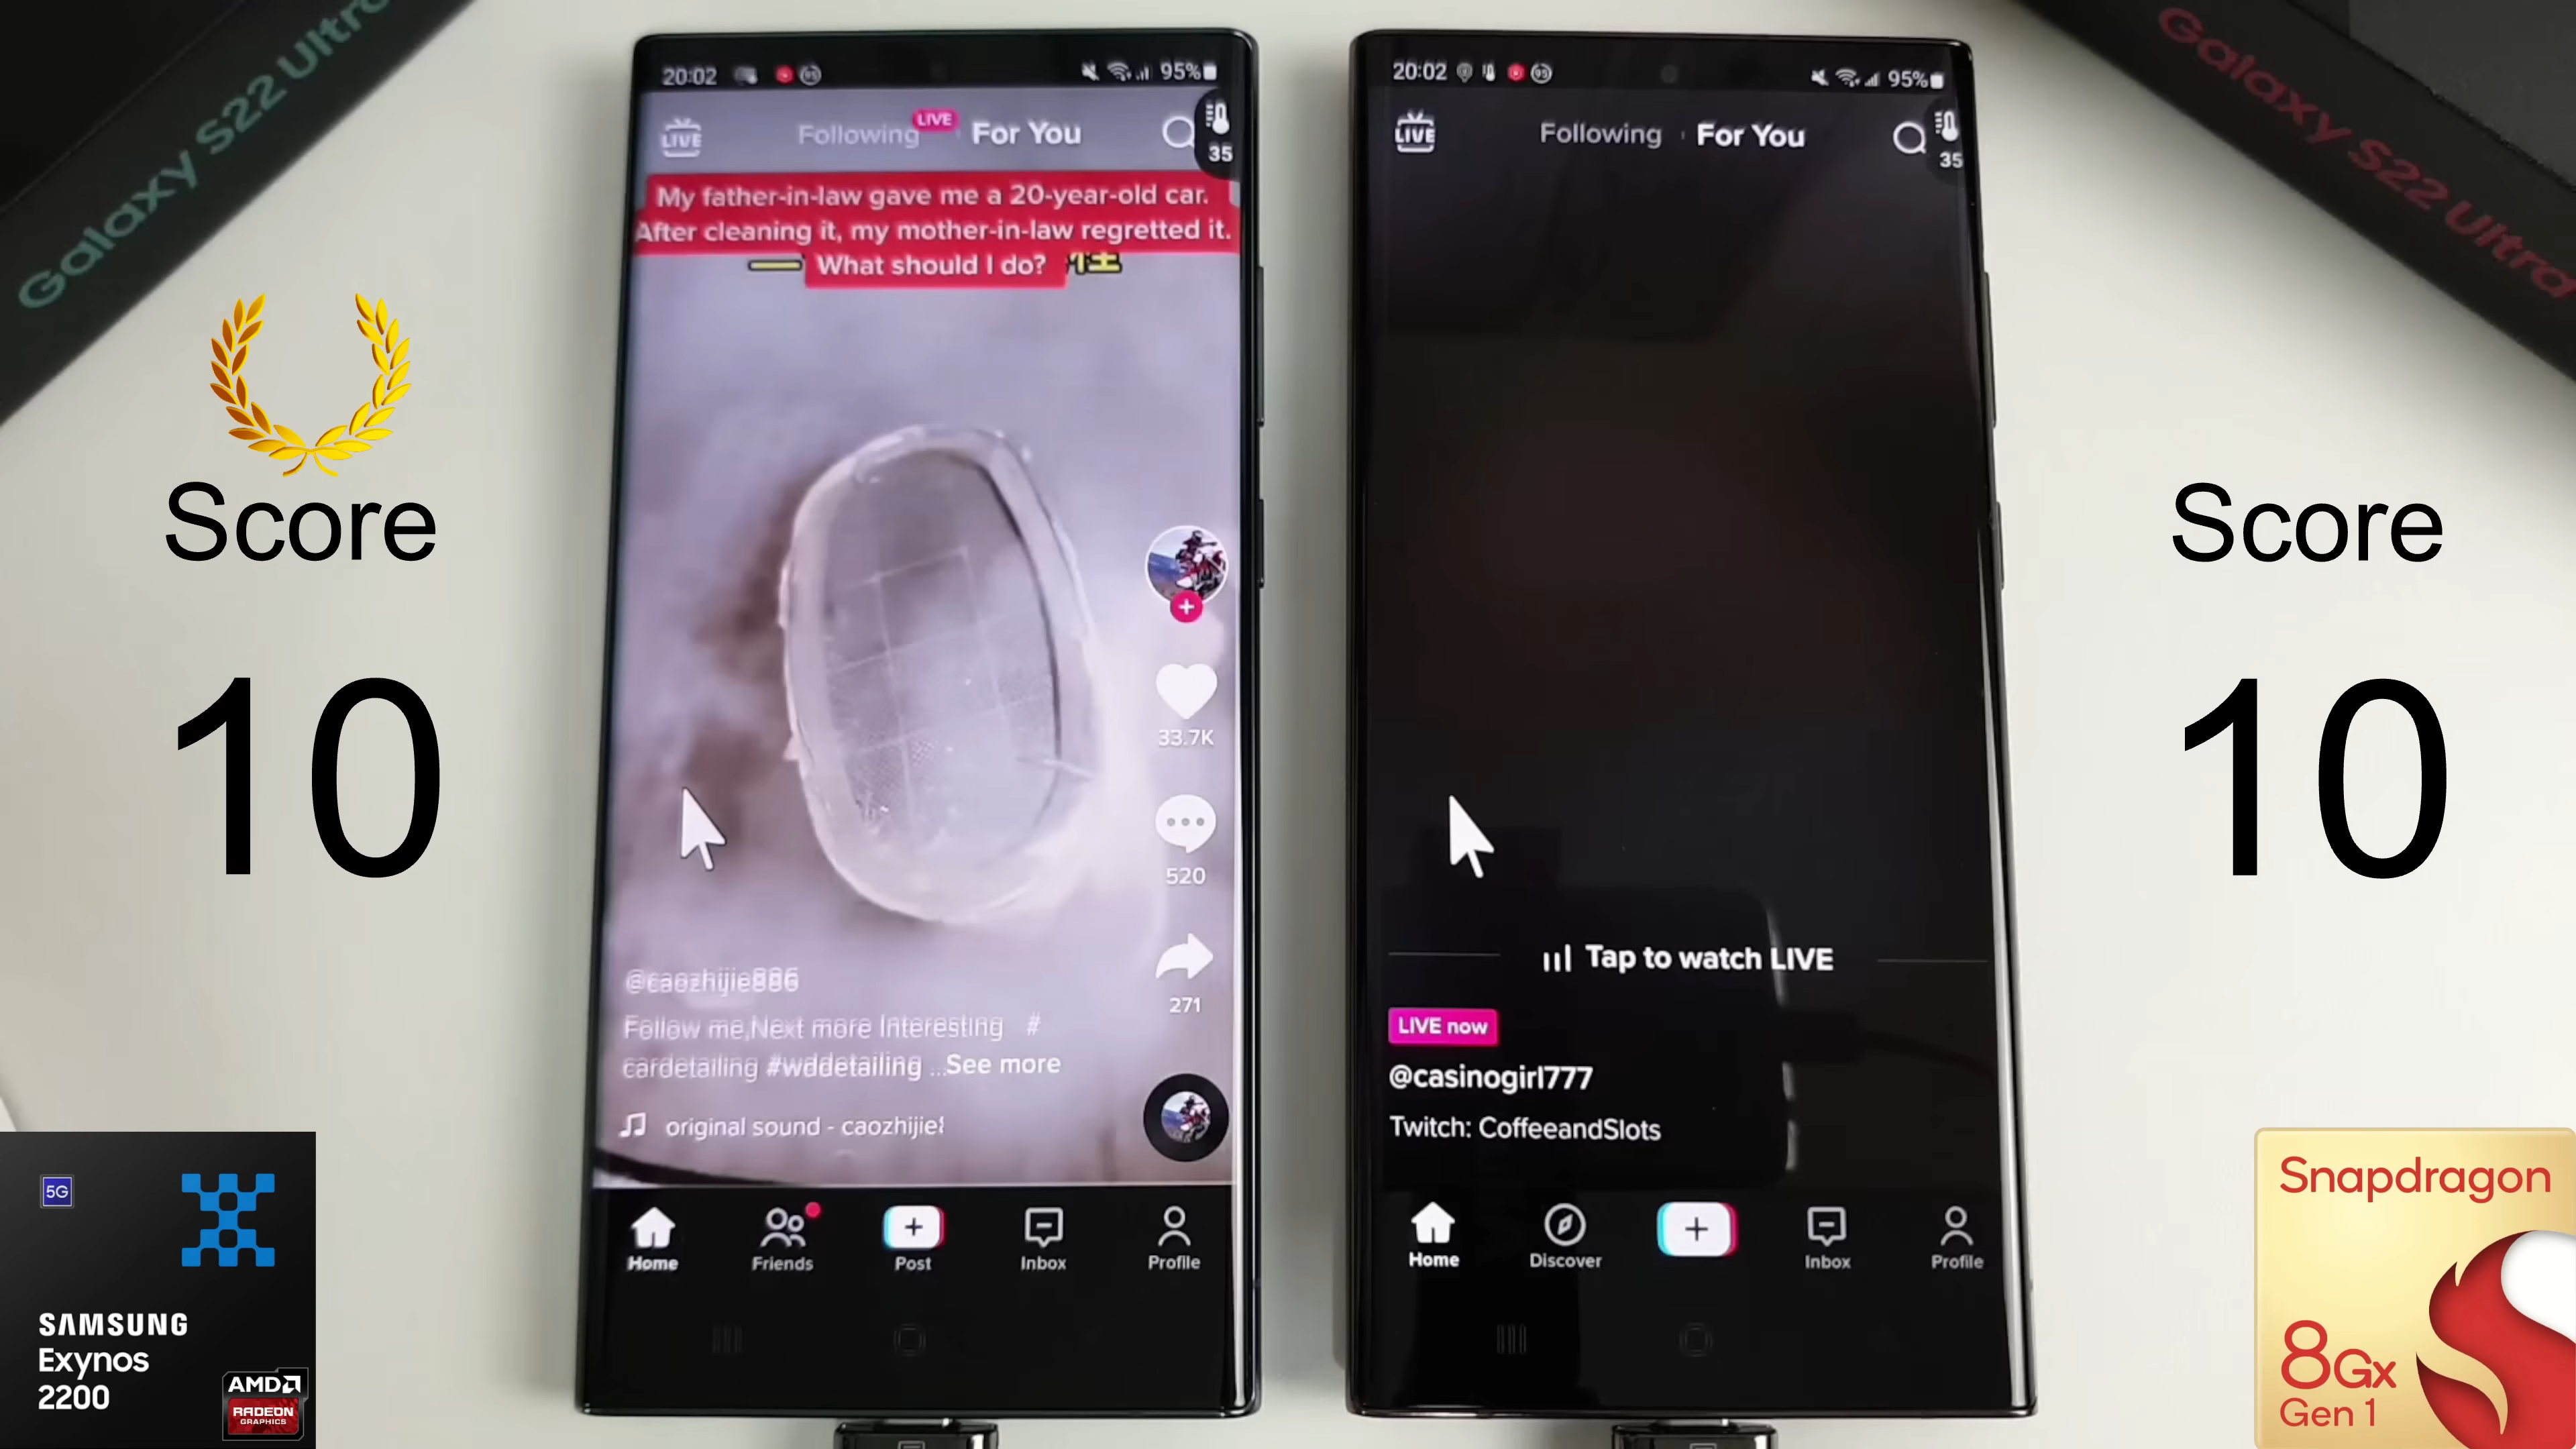 Galaxy S22 Ultra
Galaxy S22 Ultra
Score
10
Score
10
20:02
95%
LIVE
Following
LIVE
For You
35
My father-in-law gave me a 20-year-old car.
After cleaning it, my mother-in-law regretted it.
What should I do?
33.7K
520
271
@caozhijie886
Follow me,Next more Interesting #
cardetailing #wddetailing ...See more
original sound - caozhijie
Home
Friends
Post
Inbox
Profile
20:02
95
95%
LIVE
Following
For You
35
Tap to watch LIVE
LIVE now
@casinogirl777
Twitch: CoffeeandSlots
Home
Discover
Inbox
Profile
5G
SAMSUNG
Exynos
2200
AMD
RADEON
GRAPHICS
Snapdragon
8Gx
Gen 1